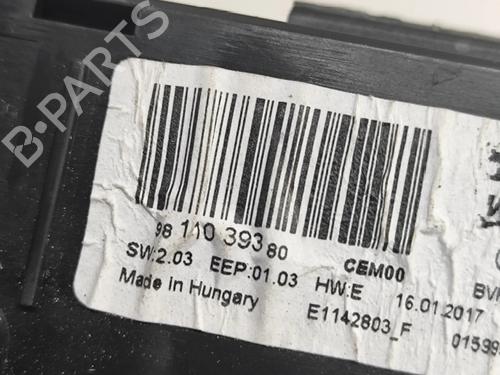 B-PARTS
98 110 393 80 CEM00
SW:2.03 EEP:01.03 HW:E 16.01.2017
Made in Hungary E1142803_F